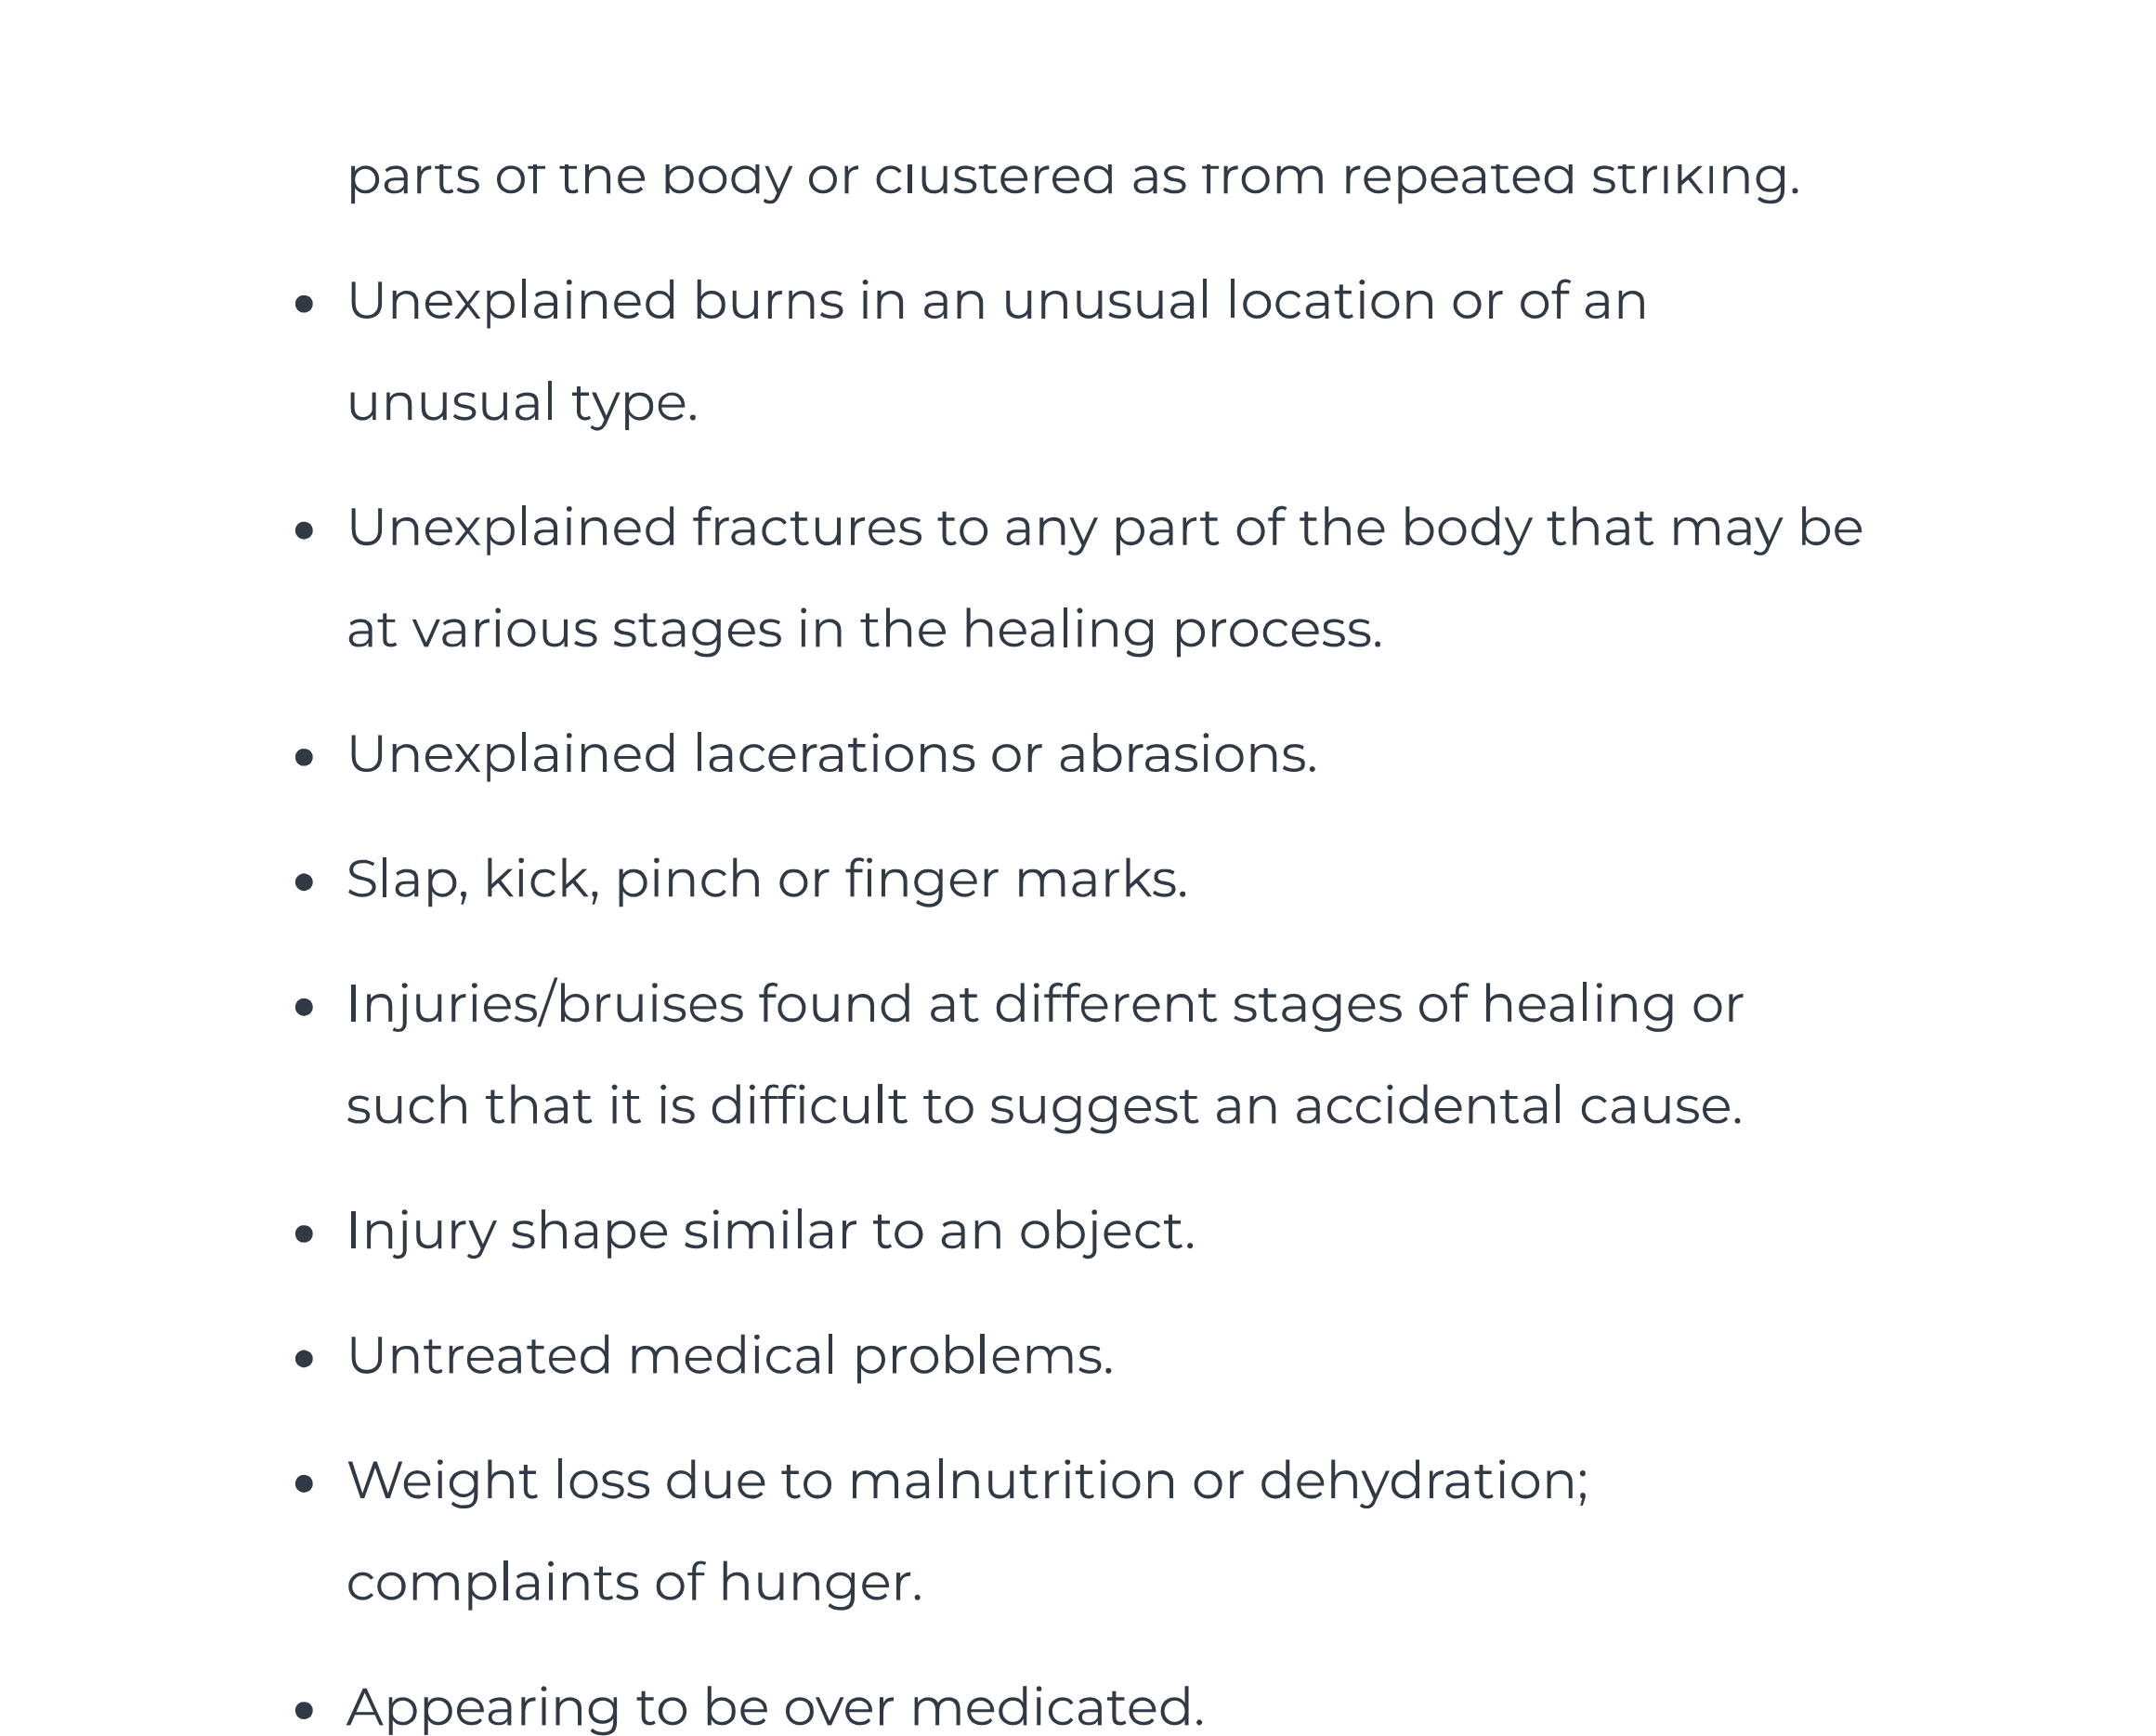 parts of the body or clustered as from repeated striking.
• Unexplained burns in an unusual location or of an
unusual type.
• Unexplained fractures to any part of the body that may be
at various stages in the healing process.
• Unexplained lacerations or abrasions.
• Slap, kick, pinch or finger marks.
• Injuries/bruises found at different stages of healing or
such that it is difficult to suggest an accidental cause.
• Injury shape similar to an object.
• Untreated medical problems.
• Weight loss due to malnutrition or dehydration;
complaints of hunger.
• Appearing to be over medicated.